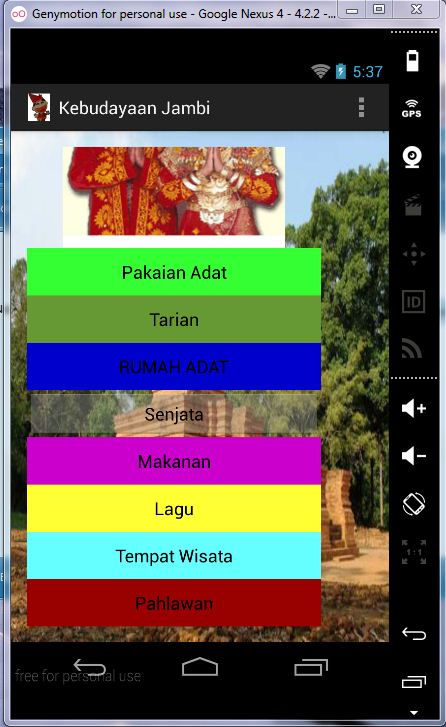 Genymotion for personal use - Google Nexus 4 - 4.2.2 -...
5:37
Kebudayaan Jambi
GPS
Pakaian Adat
Tarian
RUMAH ADAT
ID
Senjata
Makanan
Lagu
Tempat Wisata
1:1
Pahlawan
free for personal use